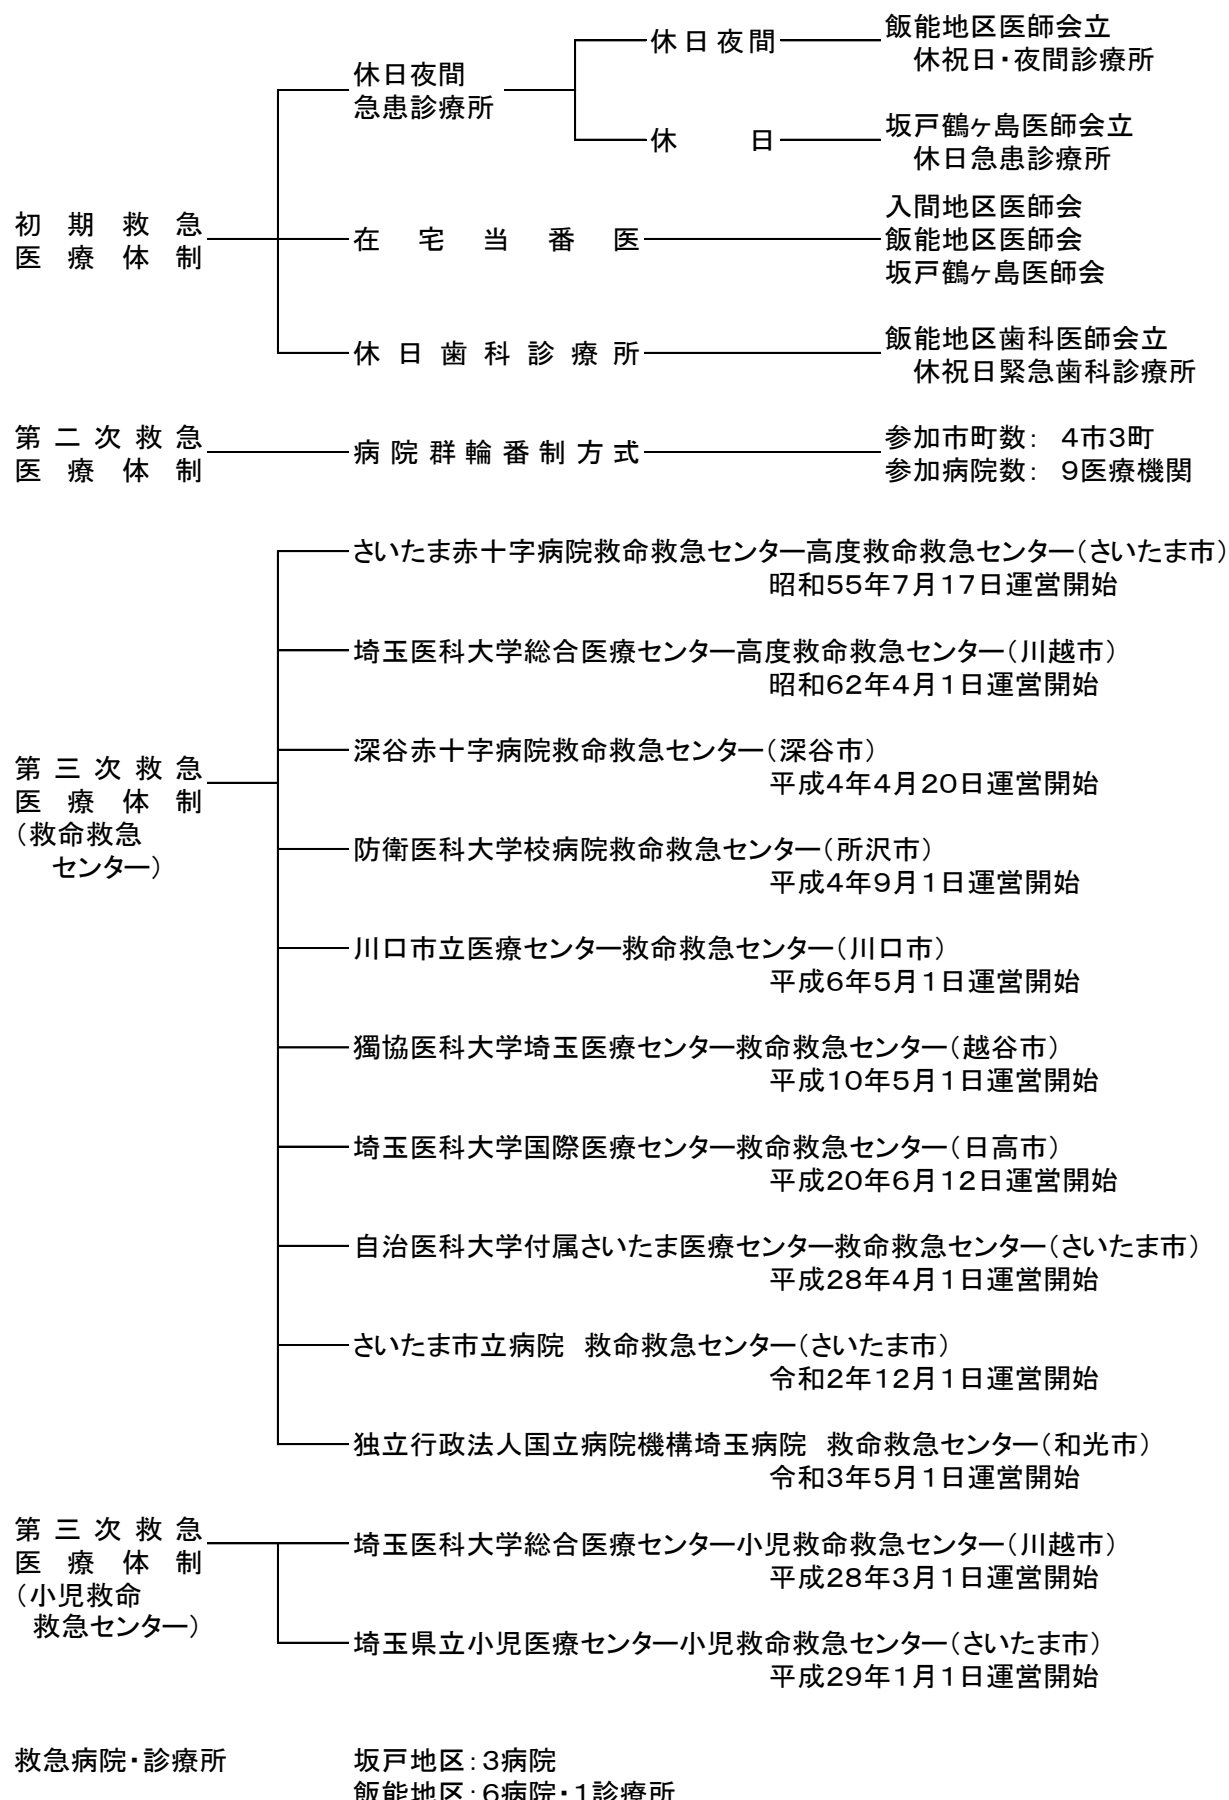 初期救急
医療体制
休日夜間
急患診療所
休日夜間
飯能地区医師会立
休祝日・夜間診療所
休日
坂戸鶴ヶ島医師会立
休日急患診療所
在宅当番医
入間地区医師会
飯能地区医師会
坂戸鶴ヶ島医師会
休日歯科診療所
飯能地区歯科医師会立
休祝日緊急歯科診療所
第二次救急
医療体制
病院群輪番制方式
参加市町数： 4市3町
参加病院数： 9医療機関
第三次救急
医療体制
（救命救急
センター）
さいたま赤十字病院救命救急センター高度救命救急センター（さいたま市）
昭和55年7月17日運営開始
埼玉医科大学総合医療センター高度救命救急センター（川越市）
昭和62年4月1日運営開始
深谷赤十字病院救命救急センター（深谷市）
平成4年4月20日運営開始
防衛医科大学校病院救命救急センター（所沢市）
平成4年9月1日運営開始
川口市立医療センター救命救急センター（川口市）
平成6年5月1日運営開始
獨協医科大学埼玉医療センター救命救急センター（越谷市）
平成10年5月1日運営開始
埼玉医科大学国際医療センター救命救急センター（日高市）
平成20年6月12日運営開始
自治医科大学付属さいたま医療センター救命救急センター（さいたま市）
平成28年4月1日運営開始
さいたま市立病院 救命救急センター（さいたま市）
令和2年12月1日運営開始
独立行政法人国立病院機構埼玉病院 救命救急センター（和光市）
令和3年5月1日運営開始
第三次救急
医療体制
（小児救命
救急センター）
埼玉医科大学総合医療センター小児救命救急センター（川越市）
平成28年3月1日運営開始
埼玉県立小児医療センター小児救命救急センター（さいたま市）
平成29年1月1日運営開始
救急病院・診療所
坂戸地区：3病院
飯能地区：6病院・1診療所